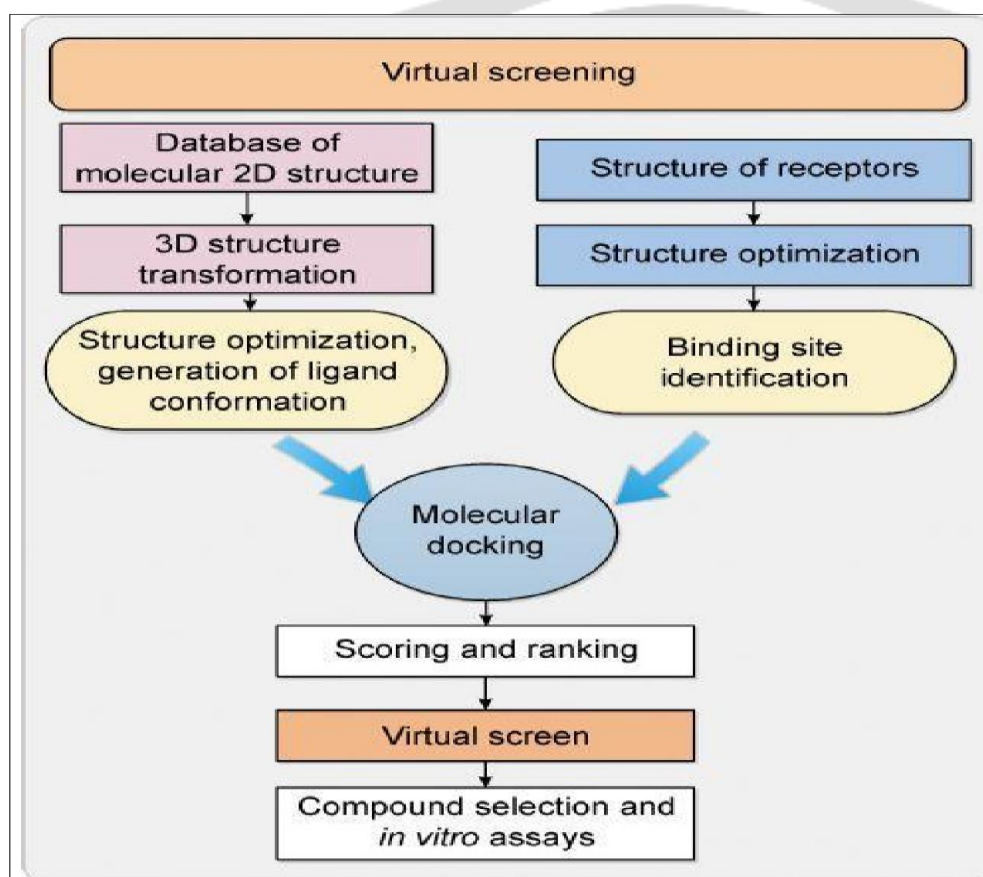 Virtual screening
Database of
molecular 2D structure
3D structure
transformation
Structure optimization,
generation of ligand
conformation
Structure of receptors
Structure optimization
Binding site
identification
Molecular
docking
Scoring and ranking
Virtual screen
Compound selection and
in vitro assays